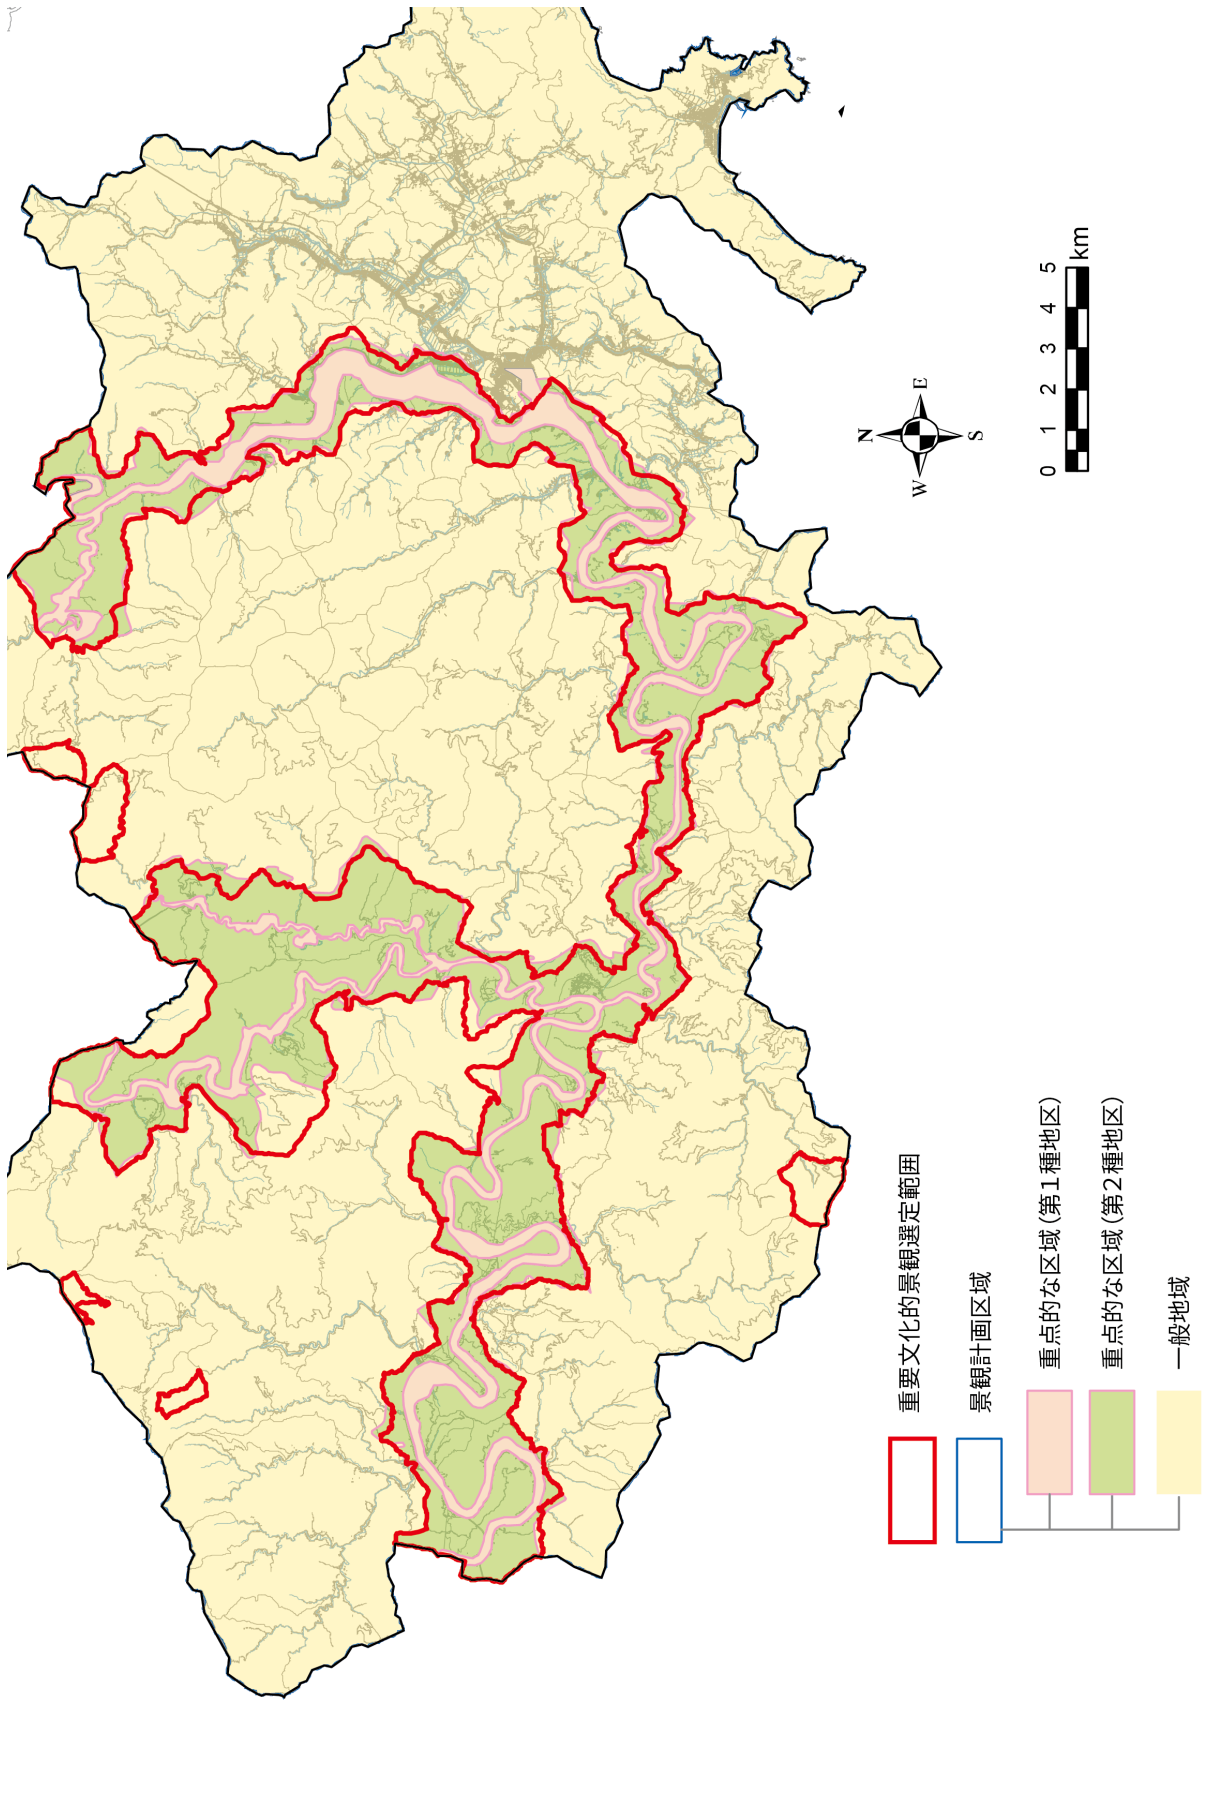 N
W
E
S
0 1 2 3 4 5
km
重要文化的景観選定範囲
景観計画区域
重点的な区域（第１種地区）
重点的な区域（第２種地区）
一般地域